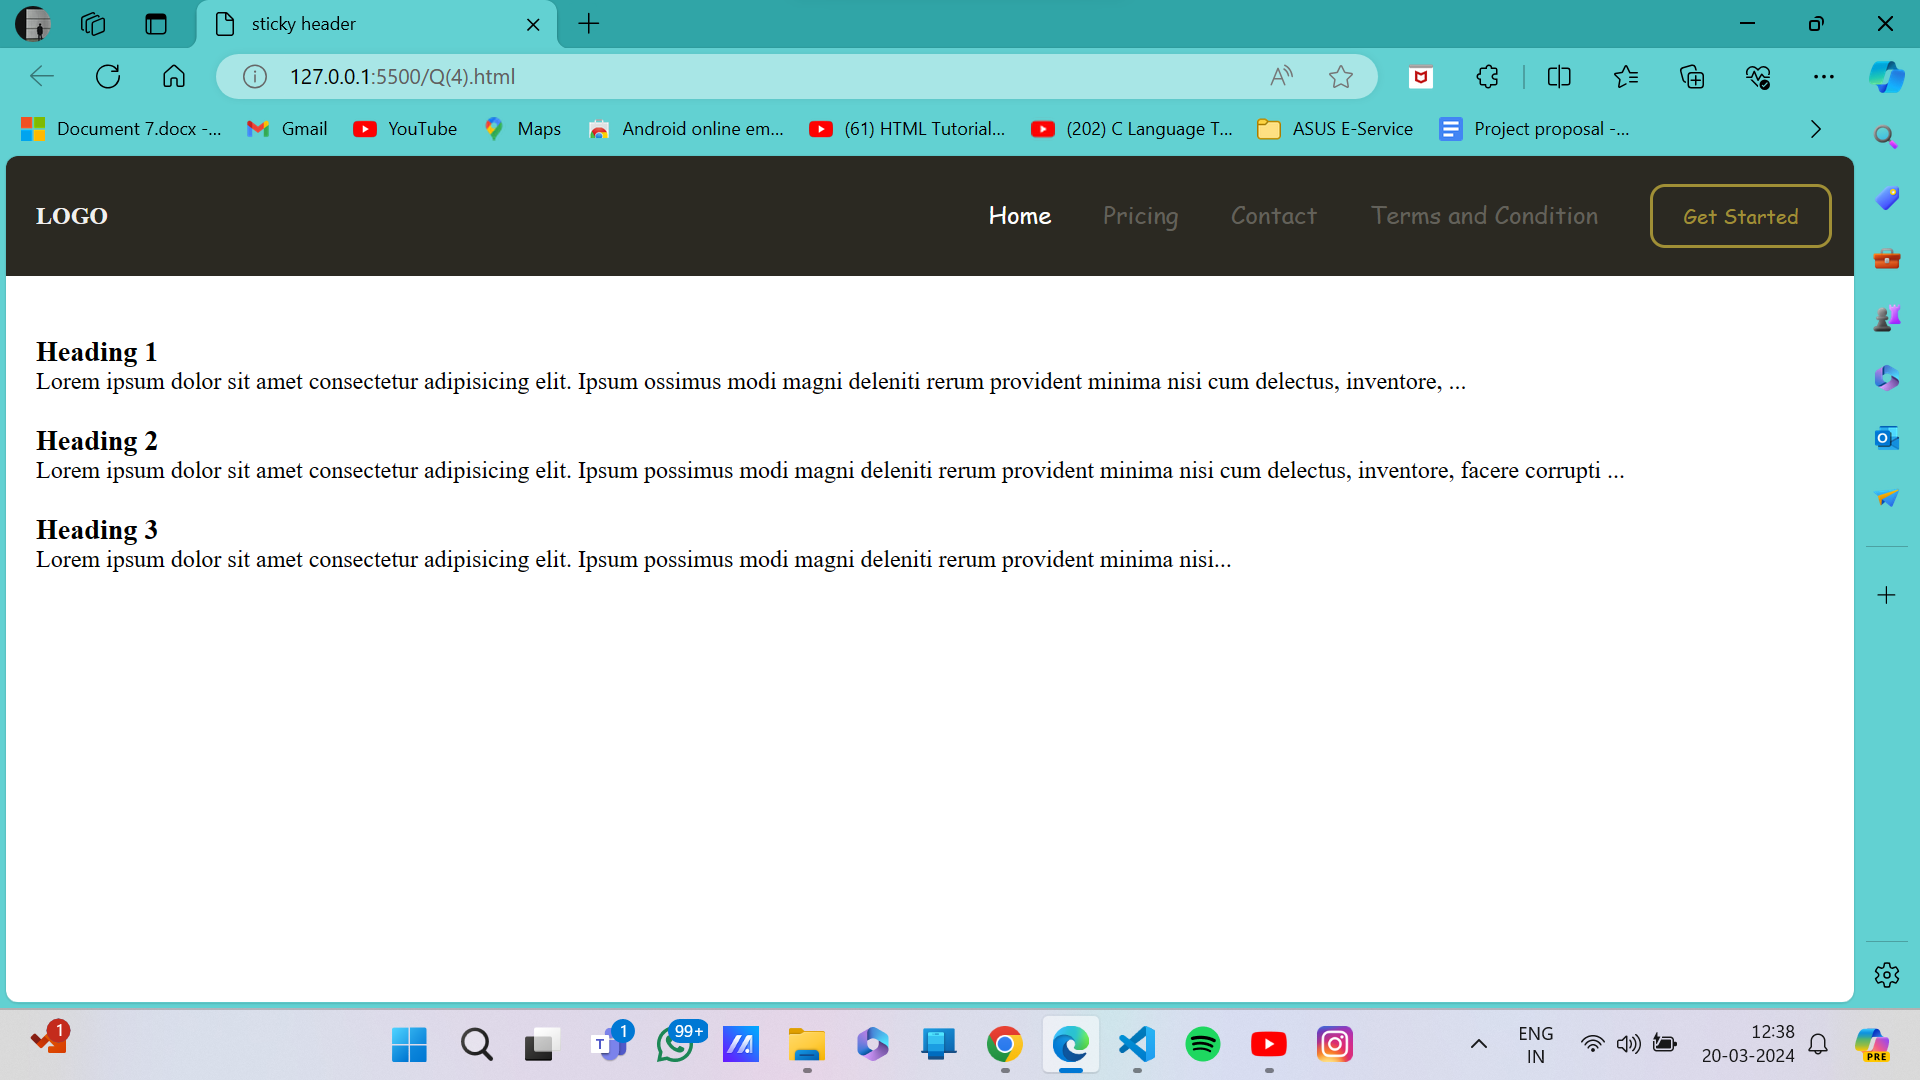 sticky header
127.0.0.1:5500/Q(4).html
Document 7.docx -...
Gmail
YouTube
Maps
Android online em...
(61) HTML Tutorial...
(202) C Language T...
ASUS E-Service
Project proposal -...
LOGO
Home
Pricing
Contact
Terms and Condition
Get Started
Heading 1
Lorem ipsum dolor sit amet consectetur adipisicing elit. Ipsum ossimus modi magni deleniti rerum provident minima nisi cum delectus, inventore, ...
Heading 2
Lorem ipsum dolor sit amet consectetur adipisicing elit. Ipsum possimus modi magni deleniti rerum provident minima nisi cum delectus, inventore, facere corrupti ...
Heading 3
Lorem ipsum dolor sit amet consectetur adipisicing elit. Ipsum possimus modi magni deleniti rerum provident minima nisi...
1
1
99+
ENG
IN
12:38
20-03-2024
PRE